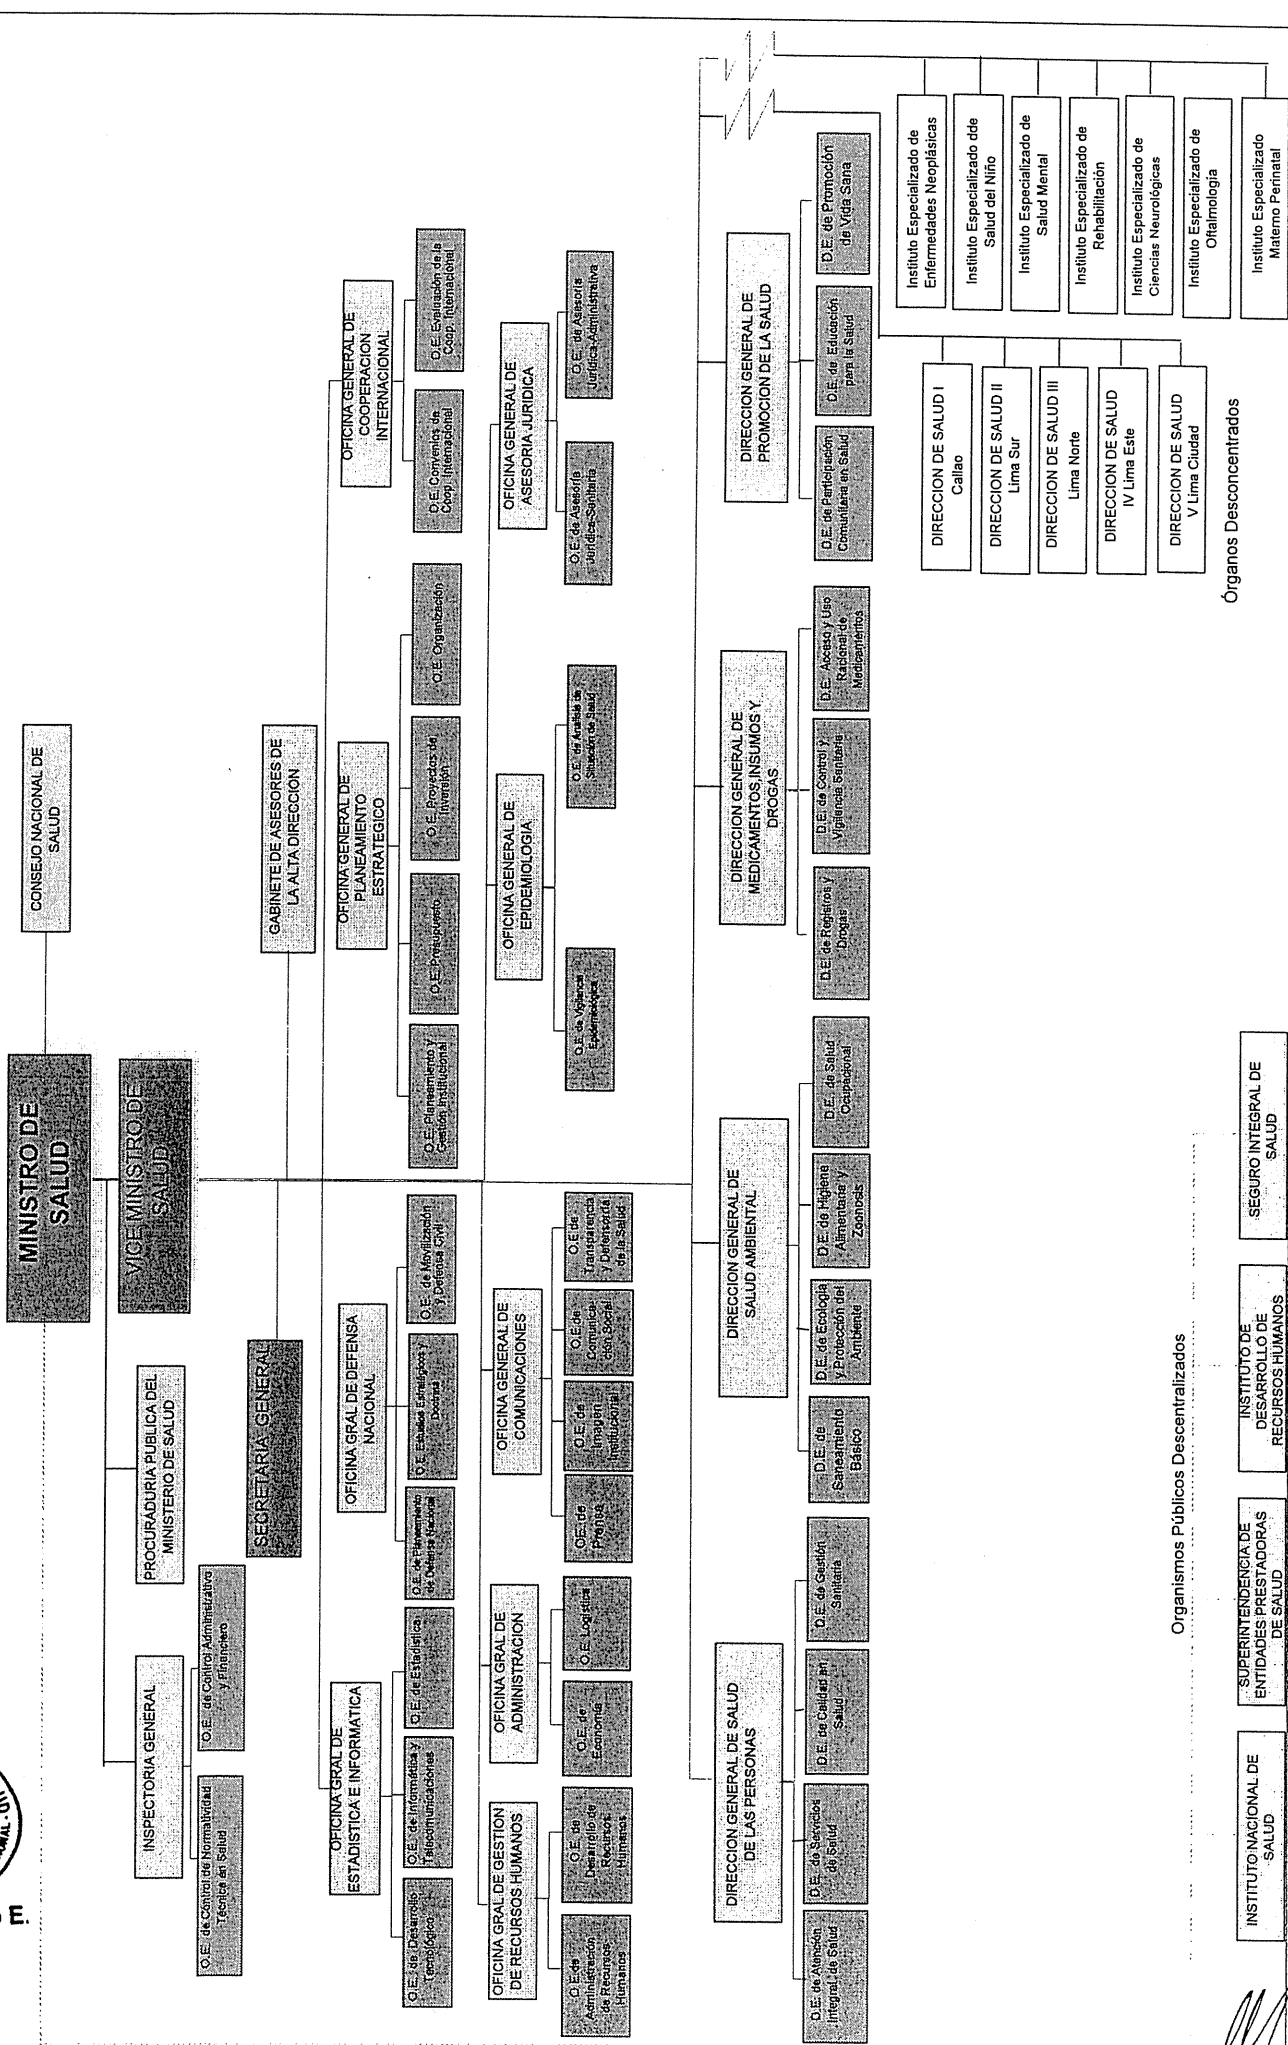 MINISTRO DE
SALUD
CONSEJO NACIONAL DE
SALUD
VICE MINISTRO DE
SALUD
PROCURADURIA PUBLICA DEL
MINISTERIO DE SALUD
INSPECTORIA GENERAL
O.E. de Control de Normatividad
Técnica en Salud
O.E. de Control Administrativo
y Financiero
SECRETARIA GENERAL
GABINETE DE ASESORES DE
LA ALTA DIRECCION
OFICINA GRAL DE
ESTADISTICA E INFORMATICA
O.E. de Desarrollo
Tecnológico
O.E. de Informática y
Telecomunicaciones
O.E. de Estadística
OFICINA GRAL DE DEFENSA
NACIONAL
O.E. de Planeamiento
de Defensa Nacional
O.E. Estudios Estratégicos y
Doctrina
O.E. de Movilización
y Defensa Civil
OFICINA GENERAL DE
PLANEAMIENTO
ESTRATEGICO
O.E. Planeamiento y
Gestión Institucional
O.E. Presupuesto
O.E. Proyectos de
Inversión
O.E. Organización
OFICINA GENERAL DE
COOPERACION
INTERNACIONAL
O.E. Convenios de
Coop. Internacional
O.E. Evaluación de la
Coop. Internacional
OFICINA GRAL DE GESTION
DE RECURSOS HUMANOS
O.E. de
Administración
de Recursos
Humanos
O.E. de
Desarrollo de
Recursos
Humanos
OFICINA GRAL DE
ADMINISTRACION
O.E. de
Economía
O.E. Logística
OFICINA GENERAL DE
COMUNICACIONES
O.E. de
Prensa
O.E. de
Imagen
Institucional
O.E. de
Comunica-
ción Social
O.E. de
Transparencia
y Defensoría
de la Salud
OFICINA GENERAL DE
EPIDEMIOLOGIA
O.E. de Vigilancia
Epidemiológica
O.E. de Análisis de
Situación de Salud
OFICINA GENERAL DE
ASESORIA JURIDICA
O.E. de Asesoría
Jurídica-Sanitaria
O.E. de Asesoría
Jurídica-Administrativa
DIRECCION GENERAL DE SALUD
DE LAS PERSONAS
D.E. de Atención
Integral de Salud
D.E. de Servicios
de Salud
D.E. de Calidad en
Salud
D.E. de Gestión
Sanitaria
DIRECCION GENERAL DE
SALUD AMBIENTAL
D.E. de
Saneamiento
Básico
D.E. de Ecología
y Protección del
Ambiente
D.E. de Higiene
Alimentaria y
Zoonosis
D.E. de Salud
Ocupacional
DIRECCION GENERAL DE
MEDICAMENTOS,INSUMOS Y
DROGAS
D.E. de Registros y
Drogas
D.E. de Control y
Vigilancia Sanitaria
D.E. Acceso y Uso
Racional de
Medicamentos
DIRECCION GENERAL DE
PROMOCION DE LA SALUD
D.E. de Participación
Comunitaria en Salud
D.E. de Educación
para la Salud
D.E. de Promoción
de Vida Sana
DIRECCION DE SALUD I
Callao
DIRECCION DE SALUD II
Lima Sur
DIRECCION DE SALUD III
Lima Norte
DIRECCION DE SALUD
IV Lima Este
DIRECCION DE SALUD
V Lima Ciudad
Instituto Especializado de
Enfermedades Neoplásicas
Instituto Especializado dde
Salud del Niño
Instituto Especializado de
Salud Mental
Instituto Especializado de
Rehabilitación
Instituto Especializado de
Ciencias Neurológicas
Instituto Especializado de
Oftalmología
Instituto Especializado
Materno Perinatal
Órganos Desconcentrados
Organismos Públicos Descentralizados
INSTITUTO NACIONAL DE
SALUD
SUPERINTENDENCIA DE
ENTIDADES PRESTADORAS
DE SALUD
INSTITUTO DE
DESARROLLO DE
RECURSOS HUMANOS
SEGURO INTEGRAL DE
SALUD